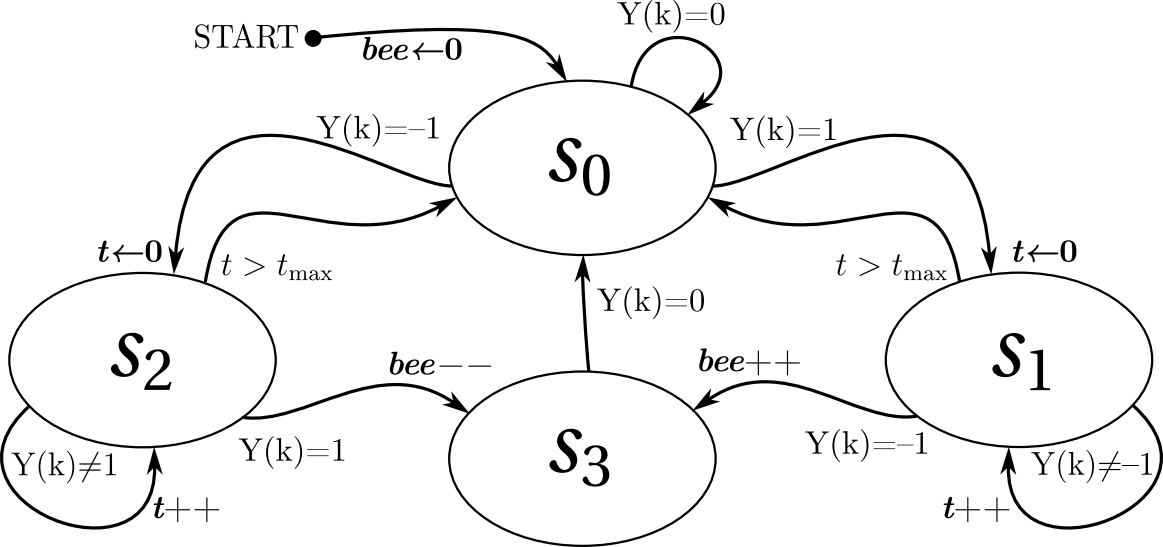 Y(k)=0
START
bee←0
Y(k)=–1
Y(k)=1
s0
t←0
t > tmax
t > tmax
t←0
Y(k)=0
s2
s1
bee−−
bee++
Y(k)=1
Y(k)=–1
s3
Y(k)≠1
Y(k)≠–1
t++
t++